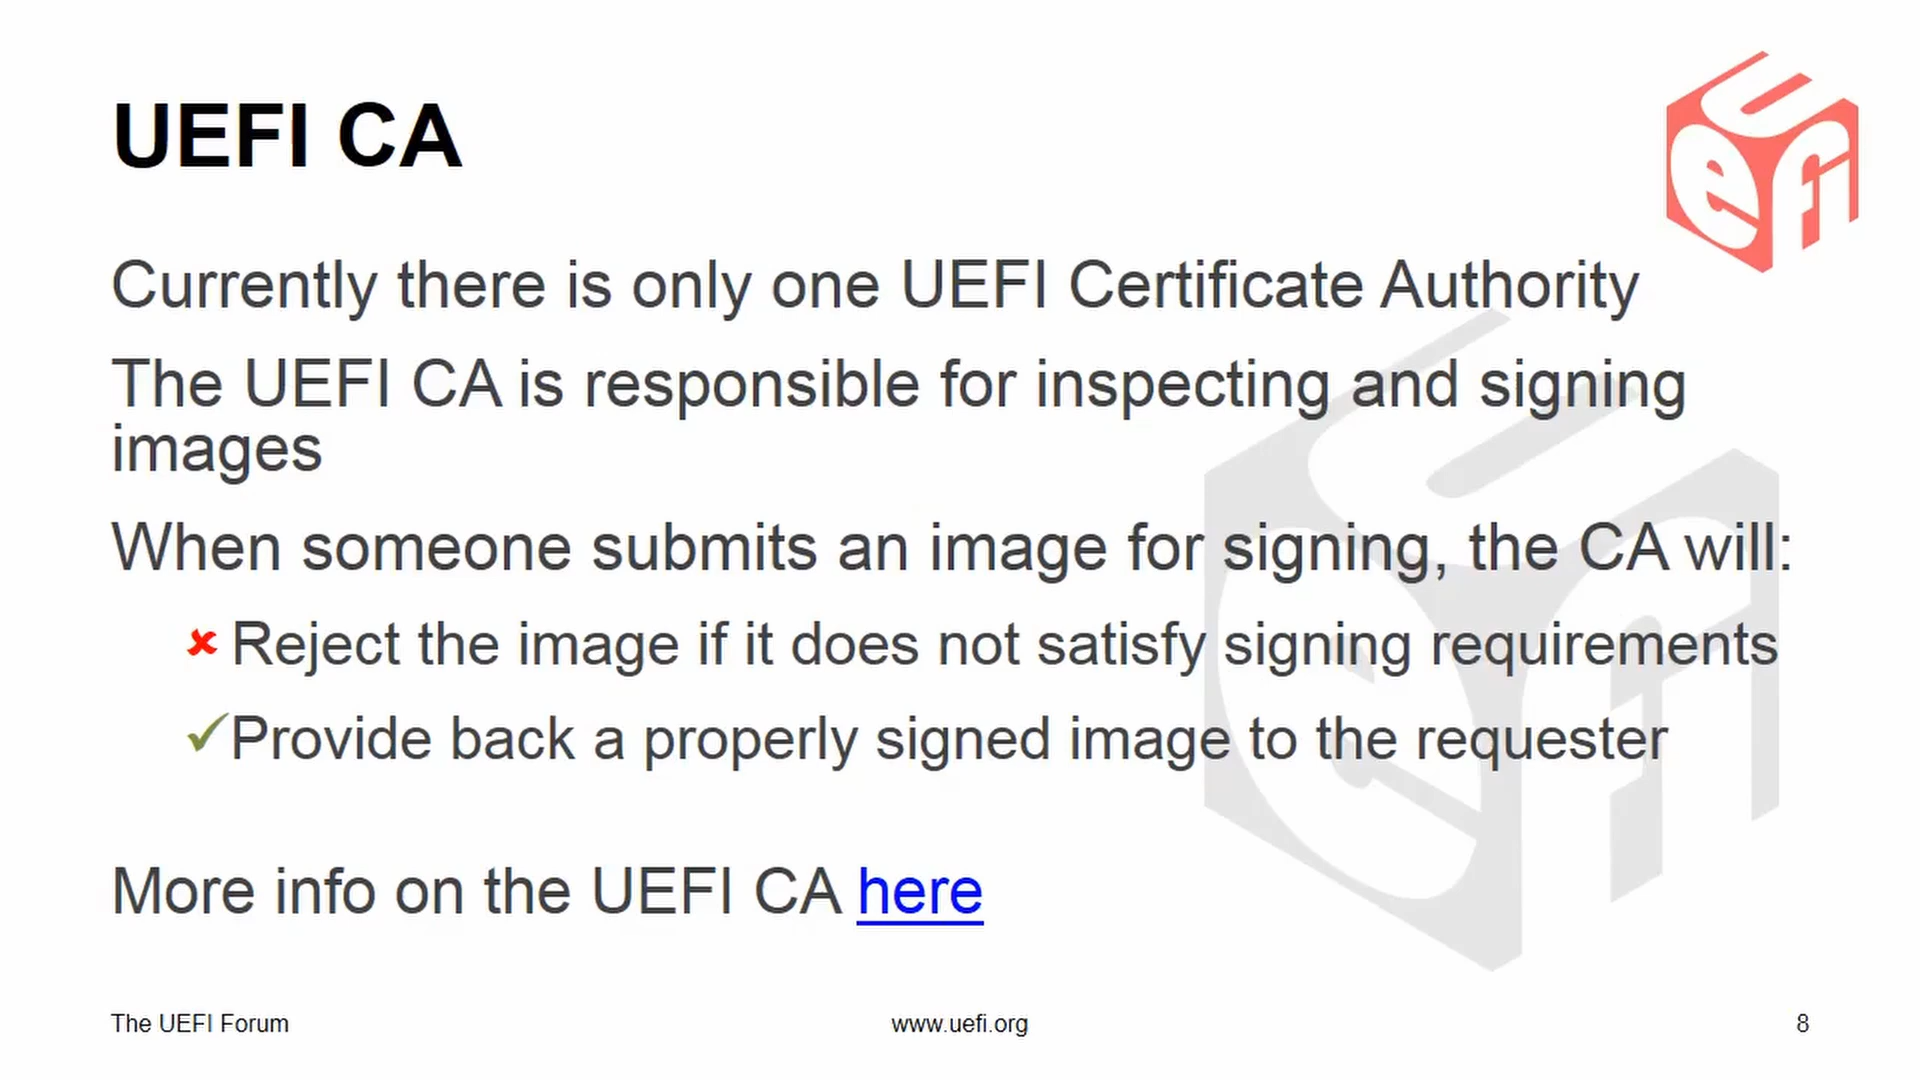 UEFI CA
uefi
Currently there is only one UEFI Certificate Authority
The UEFI CA is responsible for inspecting and signing
images
When someone submits an image for signing, the CA will:
✘ Reject the image if it does not satisfy signing requirements
✓Provide back a properly signed image to the requester
More info on the UEFI CA here
The UEFI Forum
www.uefi.org
8